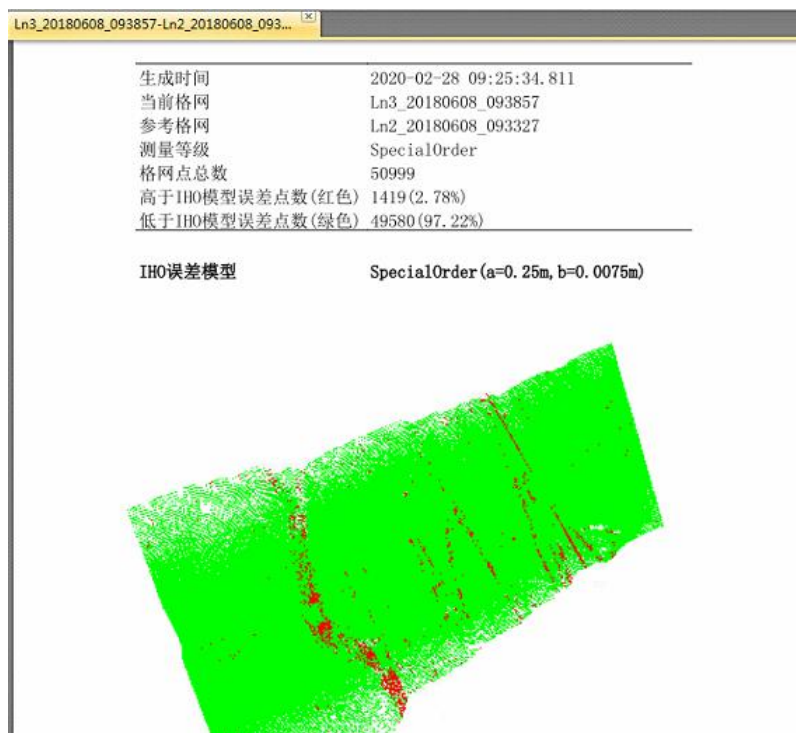 Ln3_20180608_093857-Ln2_20180608_093...
生成时间 2020-02-28 09:25:34.811
当前格网 Ln3_20180608_093857
参考格网 Ln2_20180608_093327
测量等级 SpecialOrder
格网点总数 50999
高于IHO模型误差点数(红色) 1419(2.78%)
低于IHO模型误差点数(绿色) 49580(97.22%)
IHO误差模型 SpecialOrder(a=0.25m,b=0.0075m)